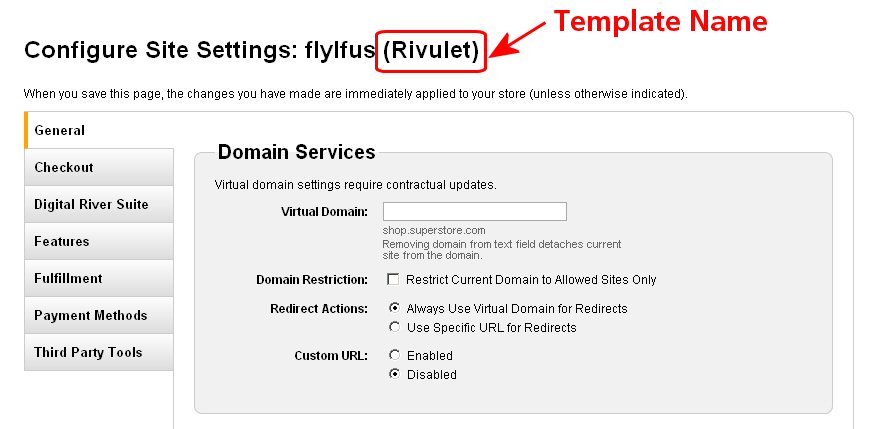 Template Name
Configure Site Settings: flylfus (Rivulet)
When you save this page, the changes you have made are immediately applied to your store (unless otherwise indicated).
General
Checkout
Digital River Suite
Features
Fulfillment
Payment Methods
Third Party Tools
Domain Services
Virtual domain settings require contractual updates.
Virtual Domain:
shop.superstore.com
Removing domain from text field detaches current
site from the domain.
Domain Restriction: Restrict Current Domain to Allowed Sites Only
Redirect Actions: Always Use Virtual Domain for Redirects
Use Specific URL for Redirects
Custom URL: Enabled
Disabled